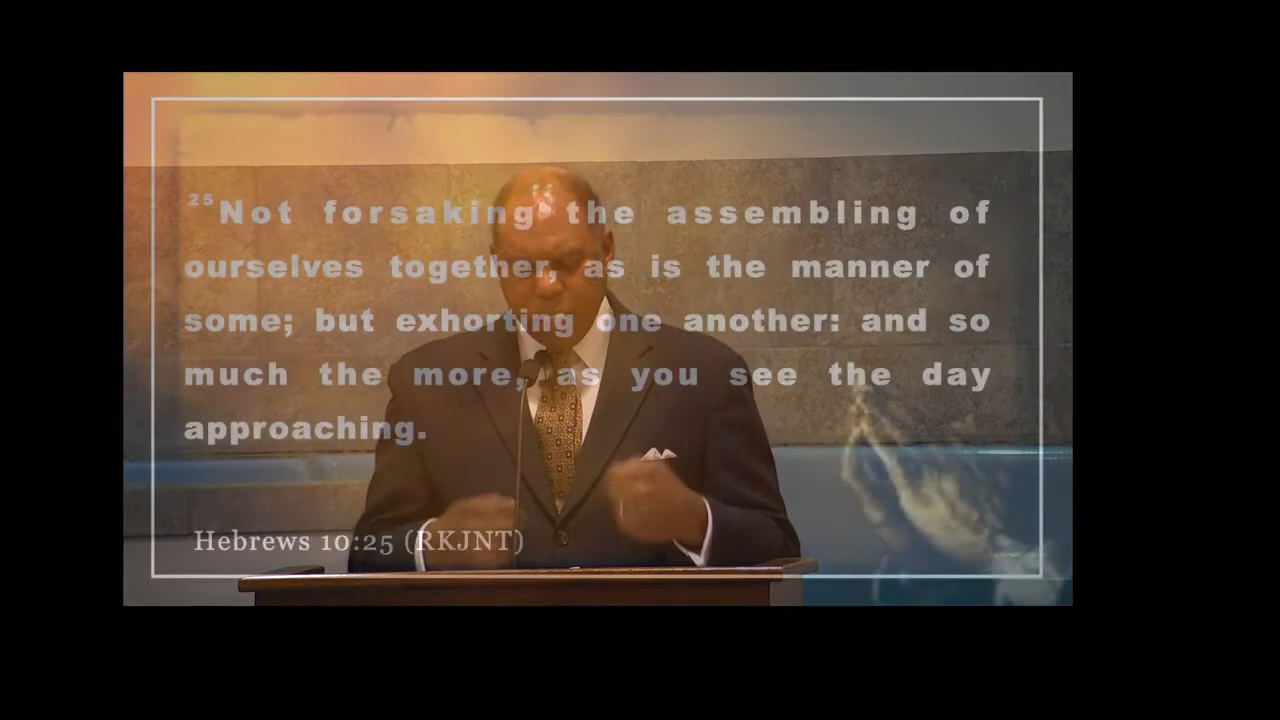 25Not forsaking the assembling of
ourselves together, as is the manner of
some; but exhorting one another: and so
much the more, as you see the day
approaching.
Hebrews 10:25 (RKJNT)